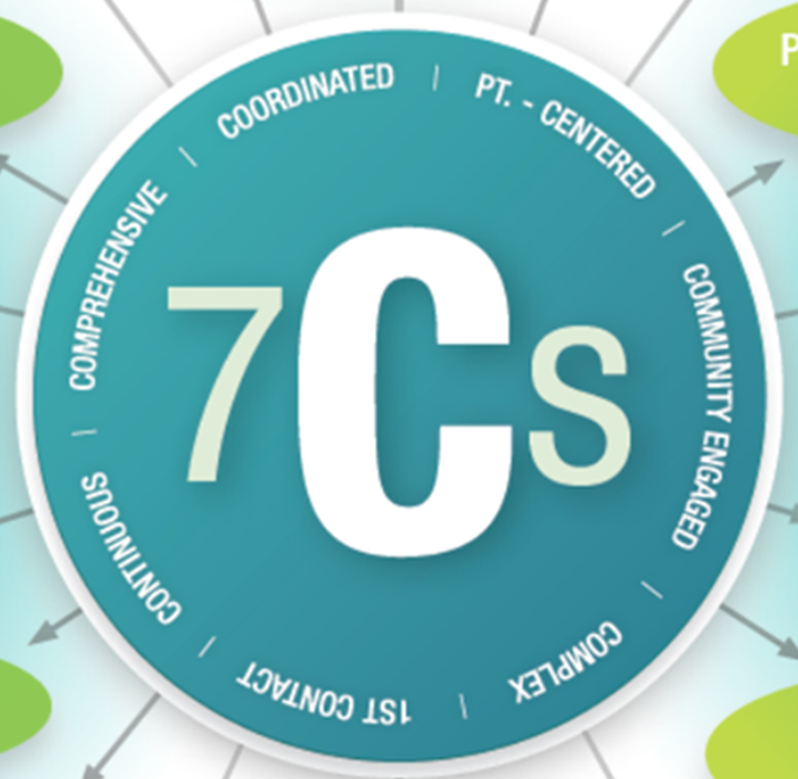 COORDINATED | PT. - CENTERED | COMMUNITY ENGAGED | COMPLEX | 1ST CONTACT | CONTINUOUS | COMPREHENSIVE |
7Cs
P